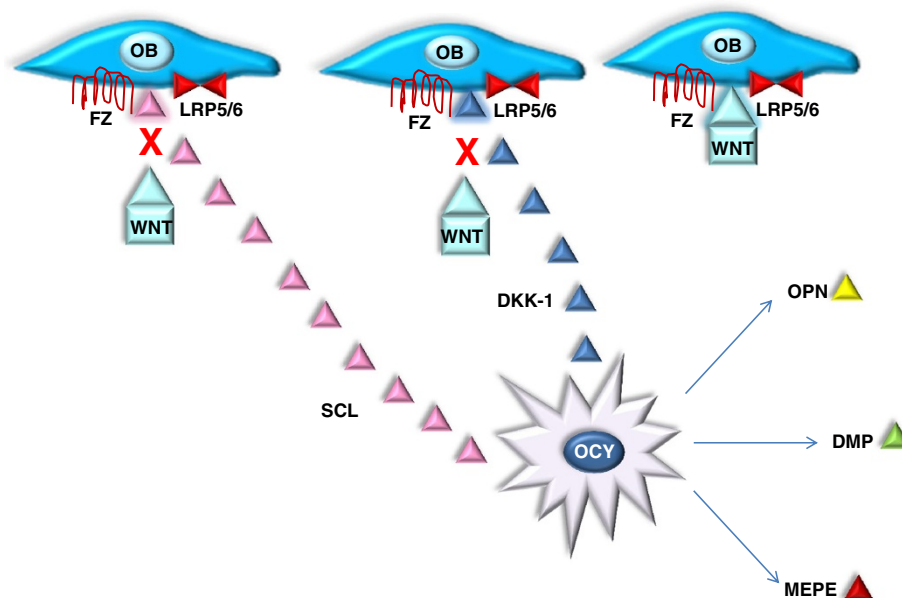 OB
OB
OB
FZ
LRP5/6
FZ
LRP5/6
FZ
LRP5/6
X
X
WNT
WNT
WNT
DKK-1
OPN
SCL
OCY
DMP
MEPE